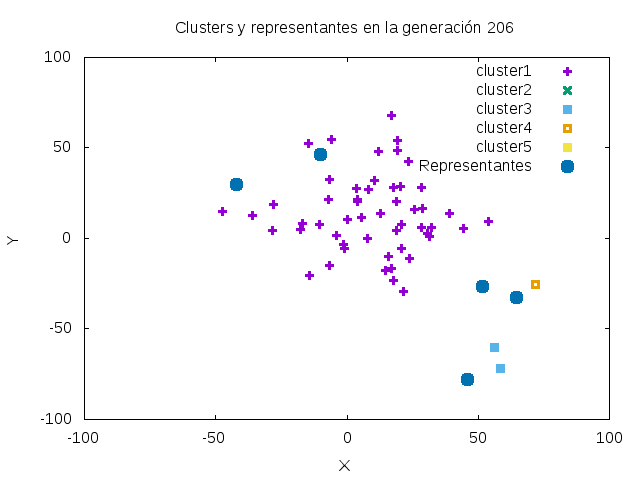 Clusters y representantes en la generación 206
100
50
0
-50
-100
-100
-50
0
50
100
Y
X
cluster1
cluster2
cluster3
cluster4
cluster5
Representantes